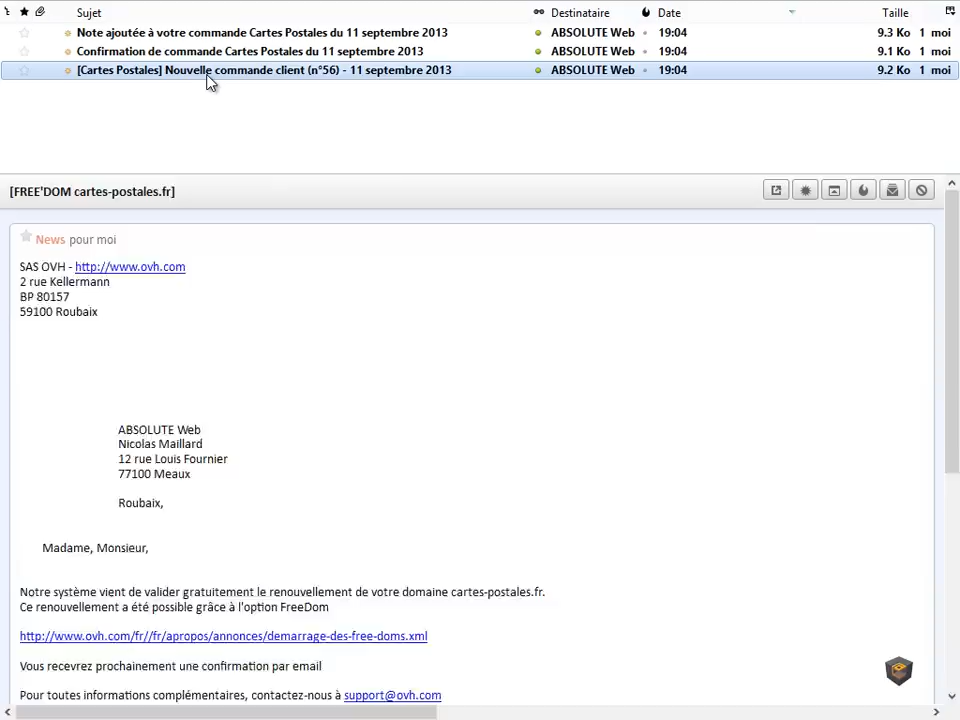 Sujet Destinataire Date Taille
Note ajoutée à votre commande Cartes Postales du 11 septembre 2013 ABSOLUTE Web 19:04 9.3 Ko 1 moi
Confirmation de commande Cartes Postales du 11 septembre 2013 ABSOLUTE Web 19:04 9.1 Ko 1 moi
[Cartes Postales] Nouvelle commande client (n°56) - 11 septembre 2013 ABSOLUTE Web 19:04 9.2 Ko 1 moi
[FREE'DOM cartes-postales.fr]
News pour moi
SAS OVH - http://www.ovh.com
2 rue Kellermann
BP 80157
59100 Roubaix
ABSOLUTE Web
Nicolas Maillard
12 rue Louis Fournier
77100 Meaux
Roubaix,
Madame, Monsieur,
Notre système vient de valider gratuitement le renouvellement de votre domaine cartes-postales.fr.
Ce renouvellement a été possible grâce à l'option FreeDom
http://www.ovh.com/fr//fr/apropos/annonces/demarrage-des-free-doms.xml
Vous recevrez prochainement une confirmation par email
Pour toutes informations complémentaires, contactez-nous à support@ovh.com